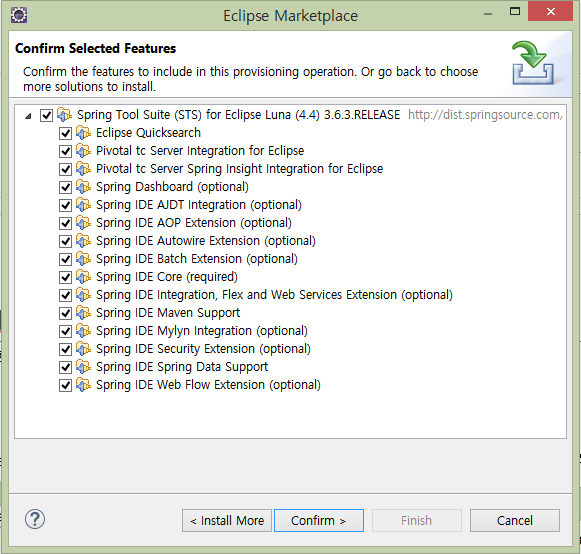 Eclipse Marketplace
Confirm Selected Features
Confirm the features to include in this provisioning operation. Or go back to choose
more solutions to install.
Spring Tool Suite (STS) for Eclipse Luna (4.4) 3.6.3.RELEASE http://dist.springsource.com/
Eclipse Quicksearch
Pivotal tc Server Integration for Eclipse
Pivotal tc Server Spring Insight Integration for Eclipse
Spring Dashboard (optional)
Spring IDE AJDT Integration (optional)
Spring IDE AOP Extension (optional)
Spring IDE Autowire Extension (optional)
Spring IDE Batch Extension (optional)
Spring IDE Core (required)
Spring IDE Integration, Flex and Web Services Extension (optional)
Spring IDE Maven Support
Spring IDE Mylyn Integration (optional)
Spring IDE Security Extension (optional)
Spring IDE Spring Data Support
Spring IDE Web Flow Extension (optional)
? < Install More Confirm > Finish Cancel